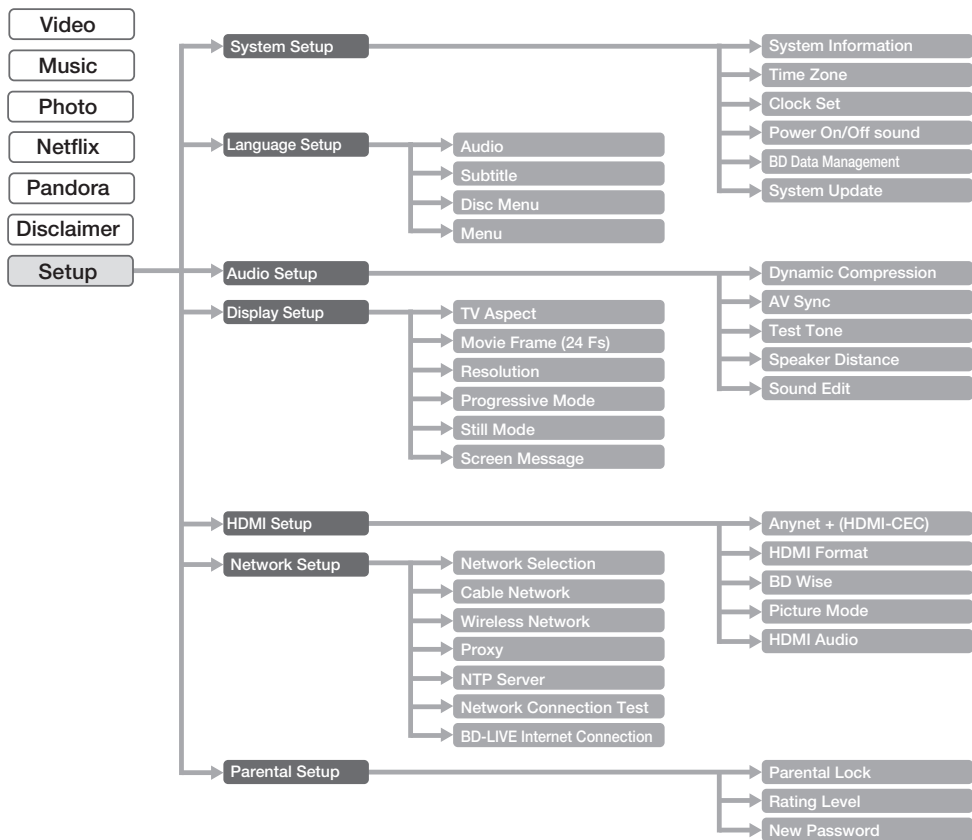 Video
Music
Photo
Netflix
Pandora
Disclaimer
Setup
System Setup
System Information
Time Zone
Clock Set
Power On/Off sound
BD Data Management
System Update
Language Setup
Audio
Subtitle
Disc Menu
Menu
Audio Setup
Dynamic Compression
AV Sync
Test Tone
Speaker Distance
Sound Edit
Display Setup
TV Aspect
Movie Frame (24 Fs)
Resolution
Progressive Mode
Still Mode
Screen Message
HDMI Setup
Anynet + (HDMI-CEC)
HDMI Format
BD Wise
Picture Mode
HDMI Audio
Network Setup
Network Selection
Cable Network
Wireless Network
Proxy
NTP Server
Network Connection Test
BD-LIVE Internet Connection
Parental Setup
Parental Lock
Rating Level
New Password